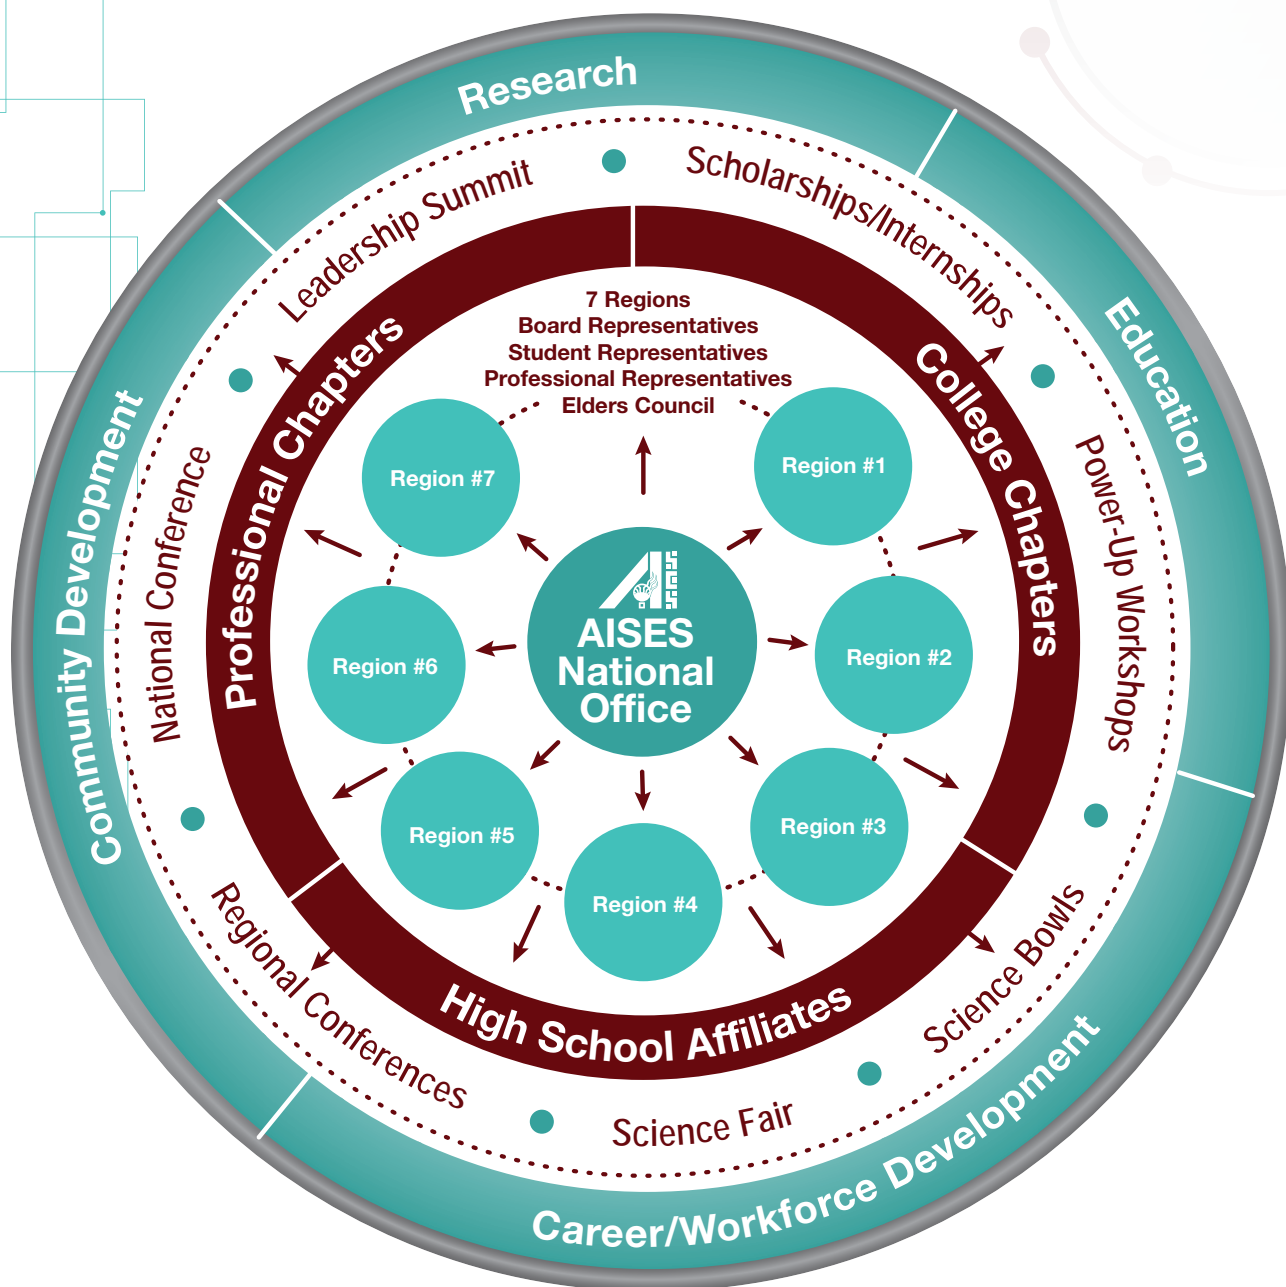 Research
Education
Career/Workforce Development
Community Development
Leadership Summit
Scholarships/Internships
Power-Up Workshops
Science Bowls
Science Fair
Regional Conferences
National Conference
Professional Chapters
College Chapters
High School Affiliates
7 Regions
Board Representatives
Student Representatives
Professional Representatives
Elders Council
Region #1
Region #2
Region #3
Region #4
Region #5
Region #6
Region #7
AISES
National
Office